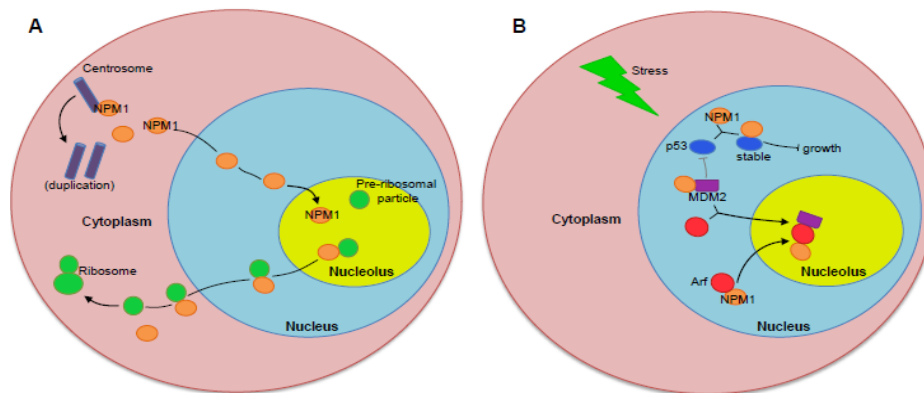 A
Centrosome
NPM1
NPM1
(duplication)
Cytoplasm
Pre-ribosomal
particle
NPM1
Ribosome
Nucleolus
Nucleus
B
Stress
NPM1
p53
stable
growth
MDM2
Cytoplasm
Nucleolus
Arf
NPM1
Nucleus